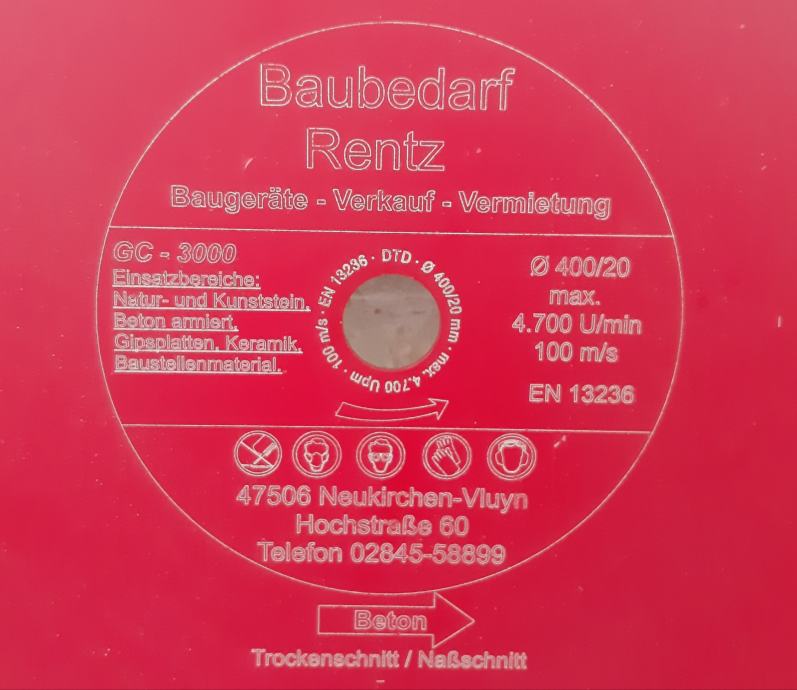 Baubedarf
Rentz
Baugeräte - Verkauf - Vermietung
GC - 3000
Einsatzbereiche:
Natur- und Kunststein,
Beton armiert,
Gipsplatten, Keramik,
Baustellenmaterial.
EN 13236 · DTD · Ø 400/20 mm · max. 4.700 Upm · 100 m/s ·
Ø 400/20
max.
4.700 U/min
100 m/s
EN 13236
47506 Neukirchen-Vluyn
Hochstraße 60
Telefon 02845-58899
Beton
Trockenschnitt / Naßschnitt